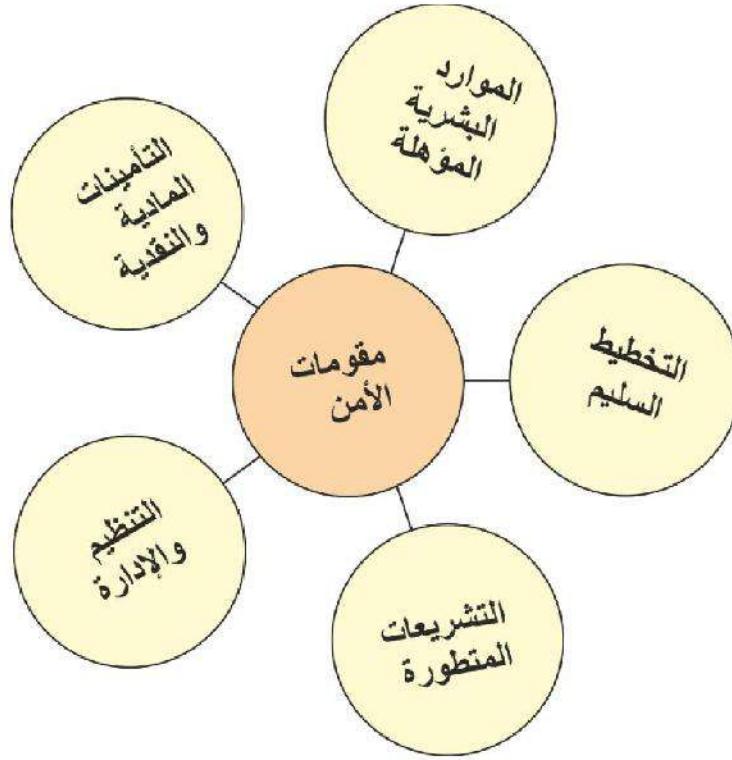 الموارد
البشرية
المؤهلة
التأمينات
المادية
والنقدية
مقومات
الأمن
التخطيط
السليم
التنظيم
والإدارة
التشريعات
المتطورة